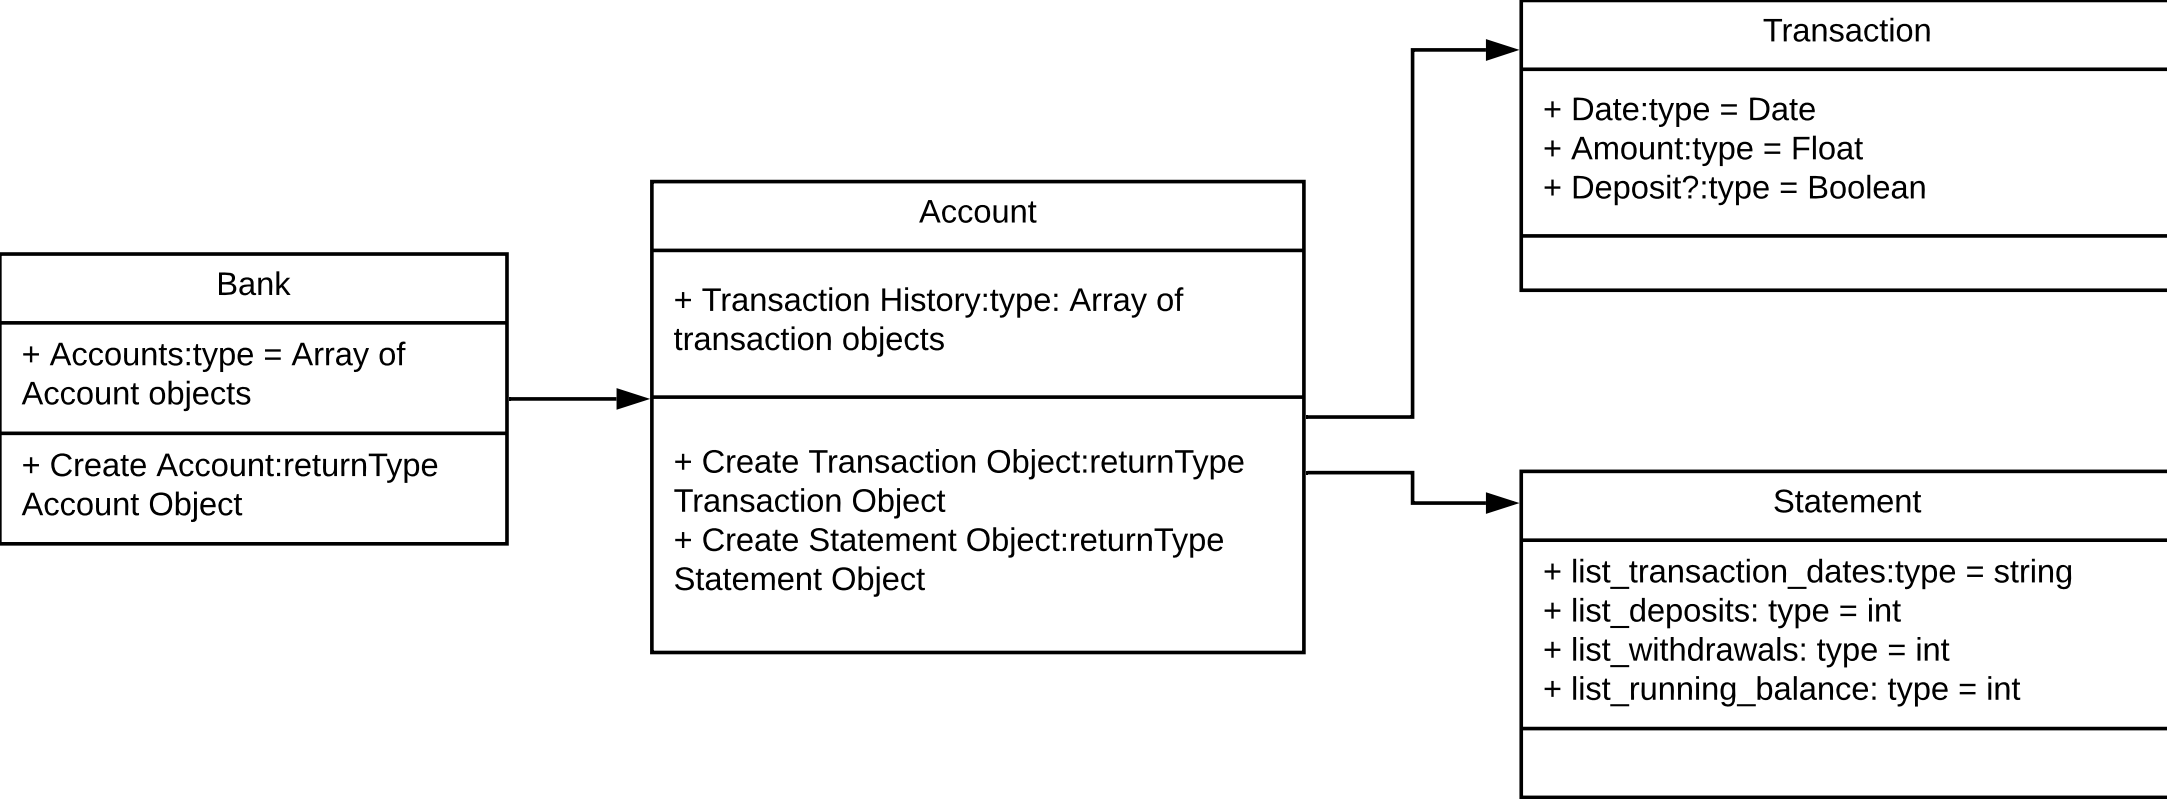 Bank
+ Accounts:type = Array of
Account objects
+ Create Account:returnType
Account Object
Account
+ Transaction History:type: Array of
transaction objects
+ Create Transaction Object:returnType
Transaction Object
+ Create Statement Object:returnType
Statement Object
Transaction
+ Date:type = Date
+ Amount:type = Float
+ Deposit?:type = Boolean
Statement
+ list_transaction_dates:type = string
+ list_deposits: type = int
+ list_withdrawals: type = int
+ list_running_balance: type = int